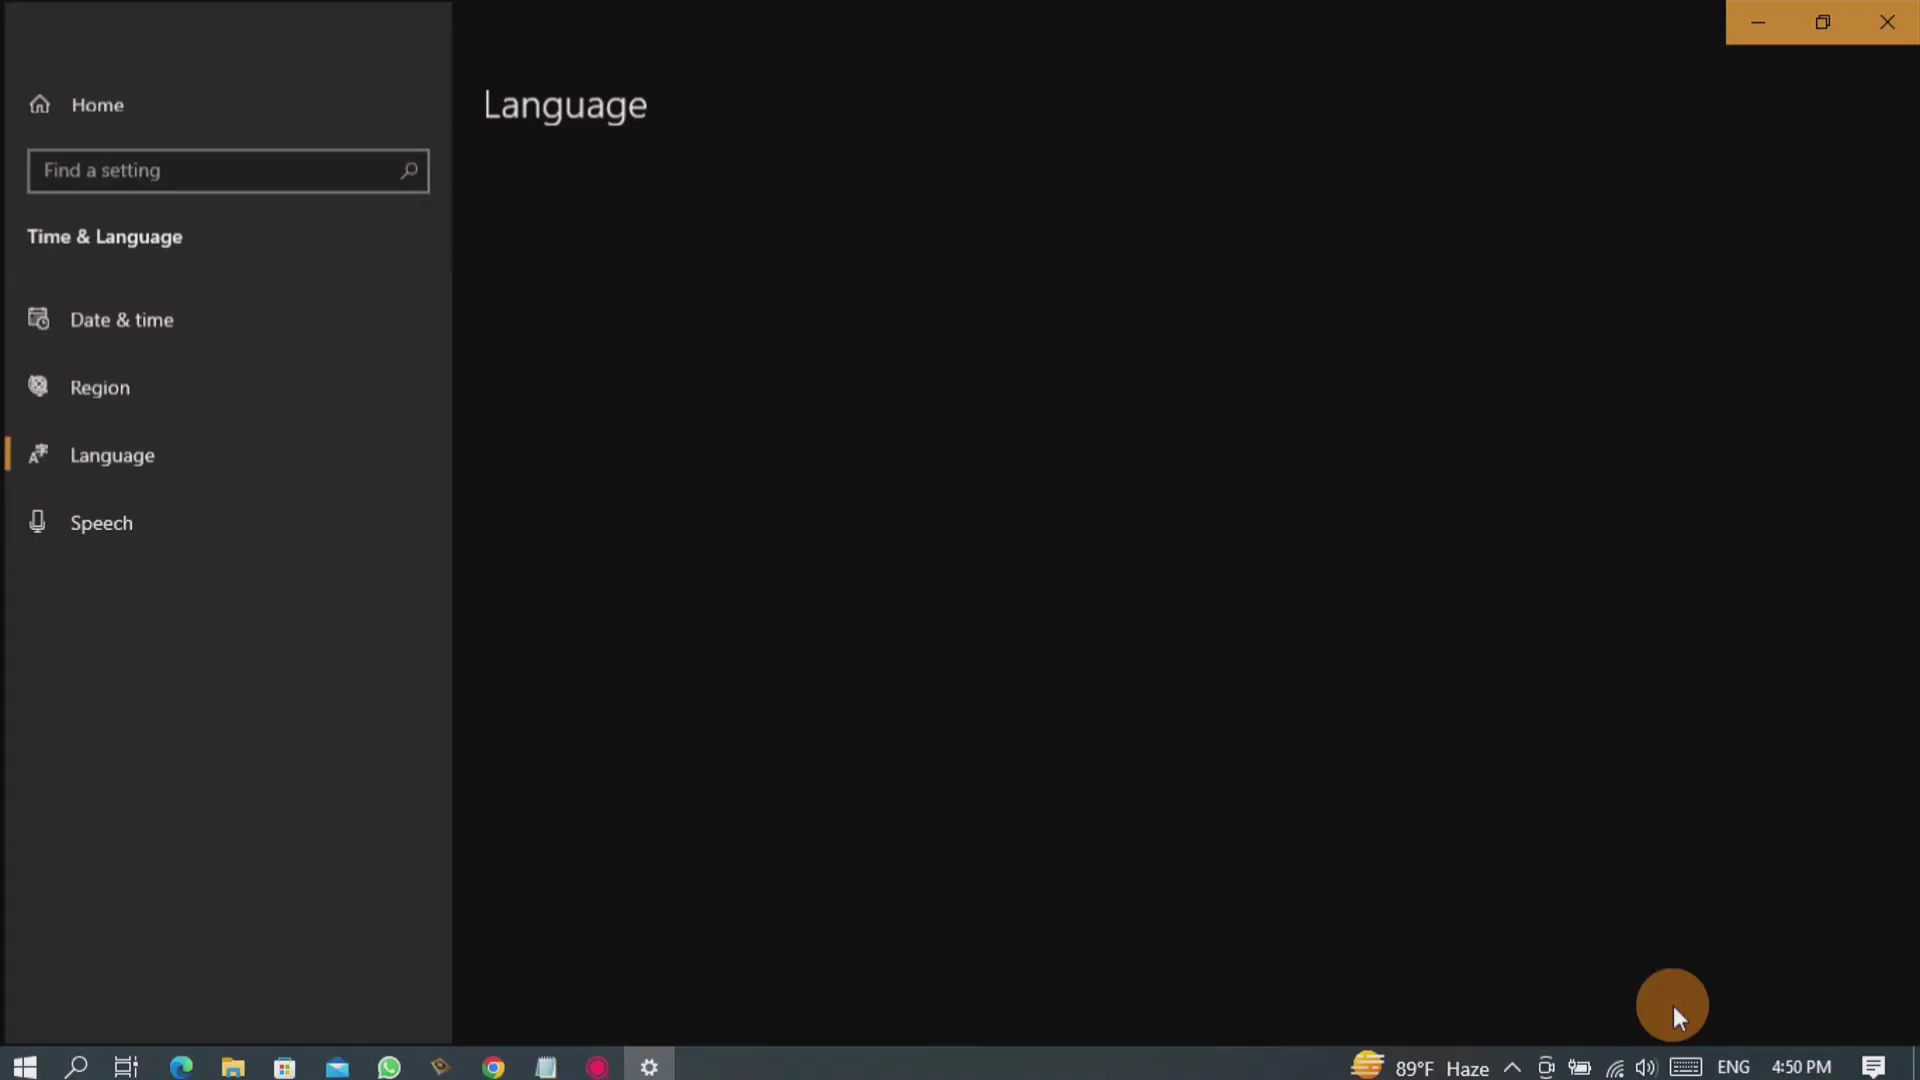 Home
Language
Find a setting
Time & Language
Date & time
Region
Language
Speech
89°F Haze ENG 4:50 PM